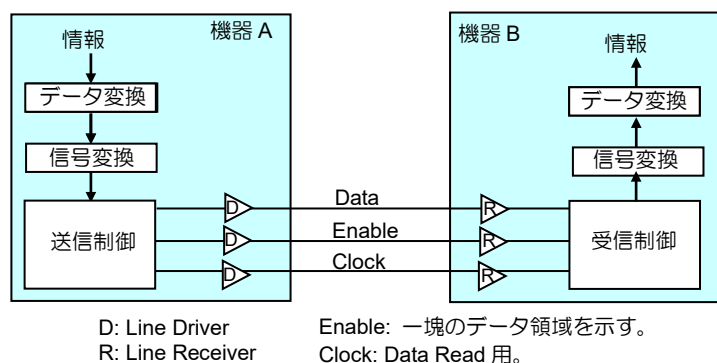 機器 A
情報
データ変換
信号変換
送信制御
D
D
D
Data
Enable
Clock
機器 B
情報
データ変換
信号変換
受信制御
R
R
R
D: Line Driver
R: Line Receiver
Enable: 一塊のデータ領域を示す。
Clock: Data Read 用。